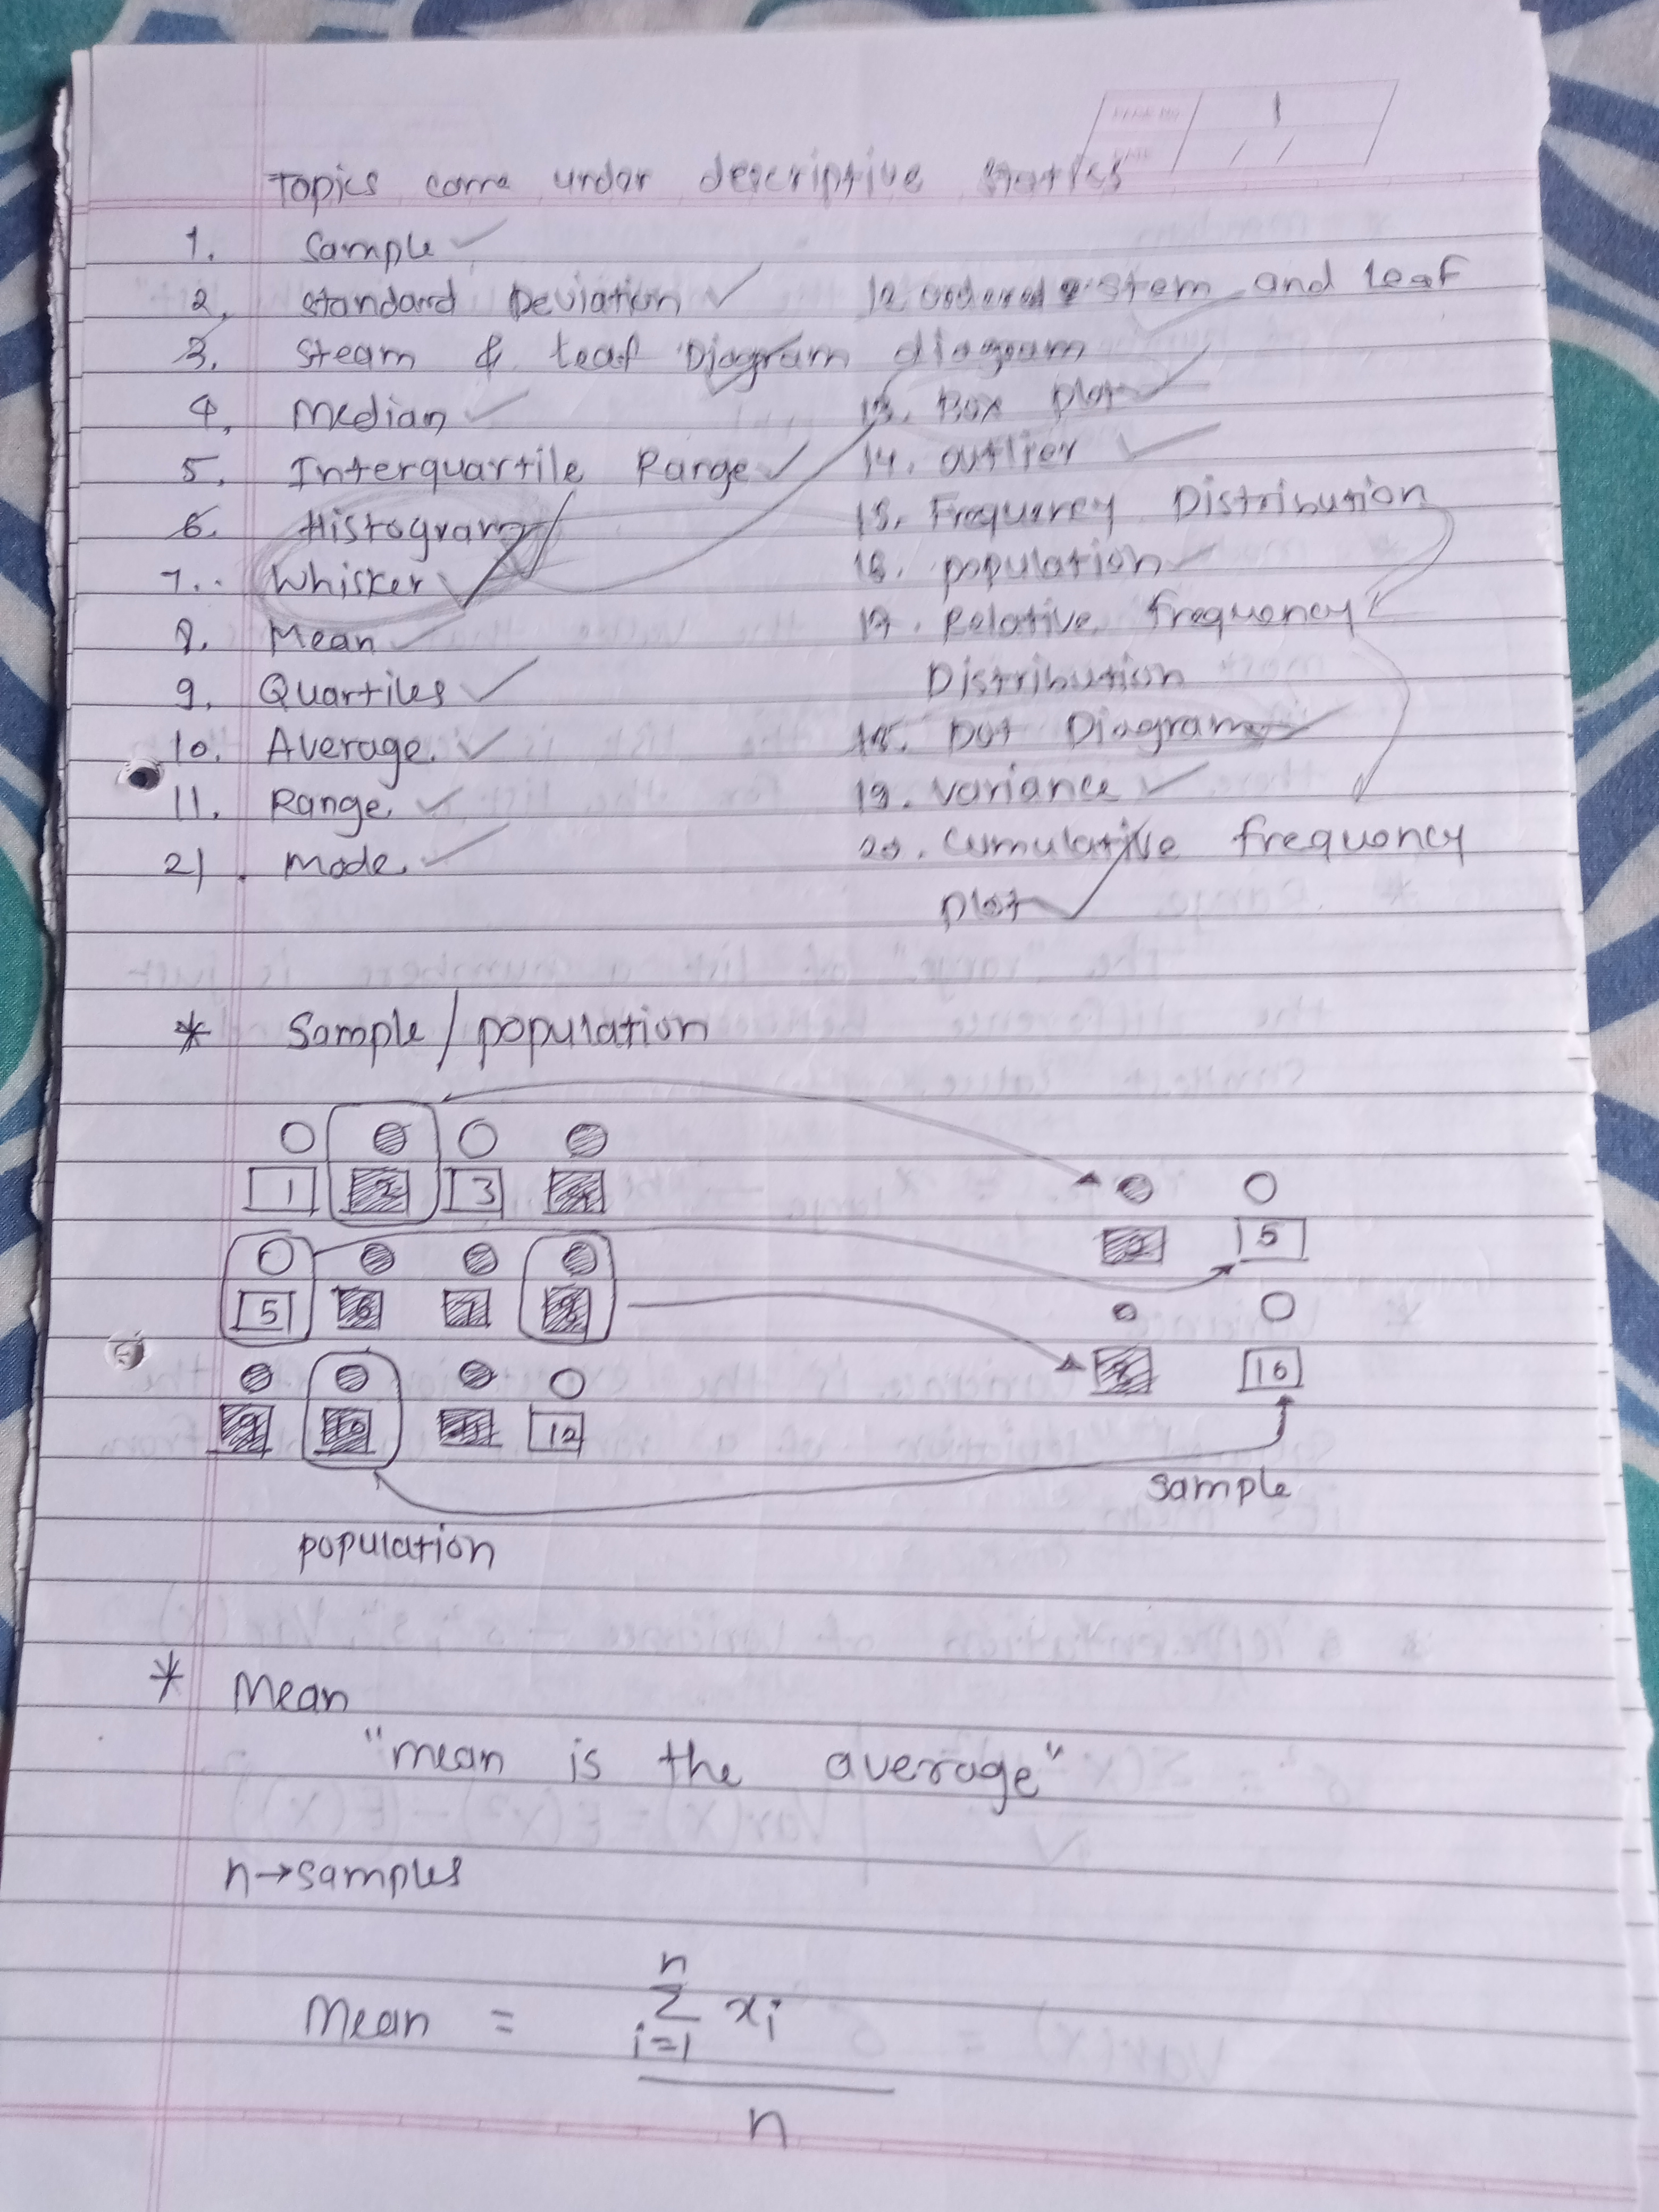 1
Topics come under descriptive
1. Sample ✓
2. Standard Deviation ✓
3. Steam & Leaf Diagram ✓
4. Median ✓
5. Interquartile Range ✓
6. Histogram ✓
7. Whisker ✓
8. Mean ✓
9. Quartiles ✓
10. Average. ✓
11. Range. ✓
21. Mode. ✓
12 ordered stem and leaf
diagram ✓
13. Box plot ✓
14. outlier ✓
15. Frequency Distribution
16. population ✓
17. Relative frequency
Distribution
18. Dot Diagram ✓
19. variance ✓
20. Cumulative frequency
plot ✓
* Sample/population
1 2 3 4
2 5
5 6 7 8
8 10
9 10 11 12
sample
population
* Mean
"mean is the average"
n→samples
Mean = n
Σ xi
i=1
n